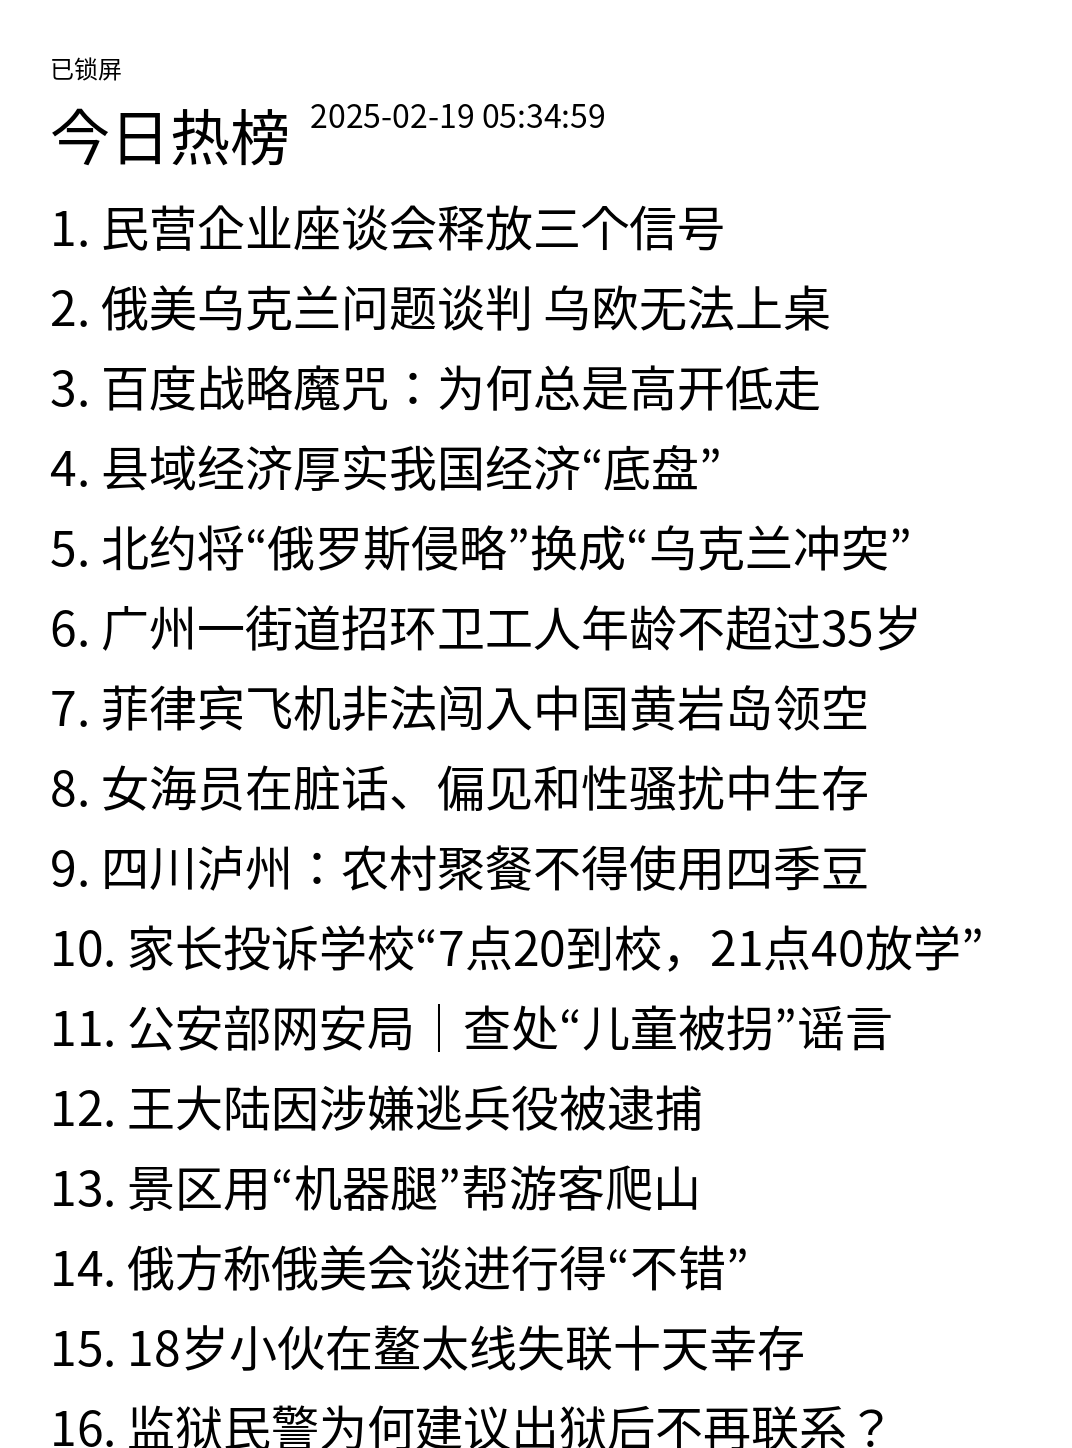 已锁屏
今日热榜 2025-02-19 05:34:59
1. 民营企业座谈会释放三个信号
2. 俄美乌克兰问题谈判 乌欧无法上桌
3. 百度战略魔咒：为何总是高开低走
4. 县域经济厚实我国经济“底盘”
5. 北约将“俄罗斯侵略”换成“乌克兰冲突”
6. 广州一街道招环卫工人年龄不超过35岁
7. 菲律宾飞机非法闯入中国黄岩岛领空
8. 女海员在脏话、偏见和性骚扰中生存
9. 四川泸州：农村聚餐不得使用四季豆
10. 家长投诉学校“7点20到校，21点40放学”
11. 公安部网安局｜查处“儿童被拐”谣言
12. 王大陆因涉嫌逃兵役被逮捕
13. 景区用“机器腿”帮游客爬山
14. 俄方称俄美会谈进行得“不错”
15. 18岁小伙在鳌太线失联十天幸存
16. 监狱民警为何建议出狱后不再联系？